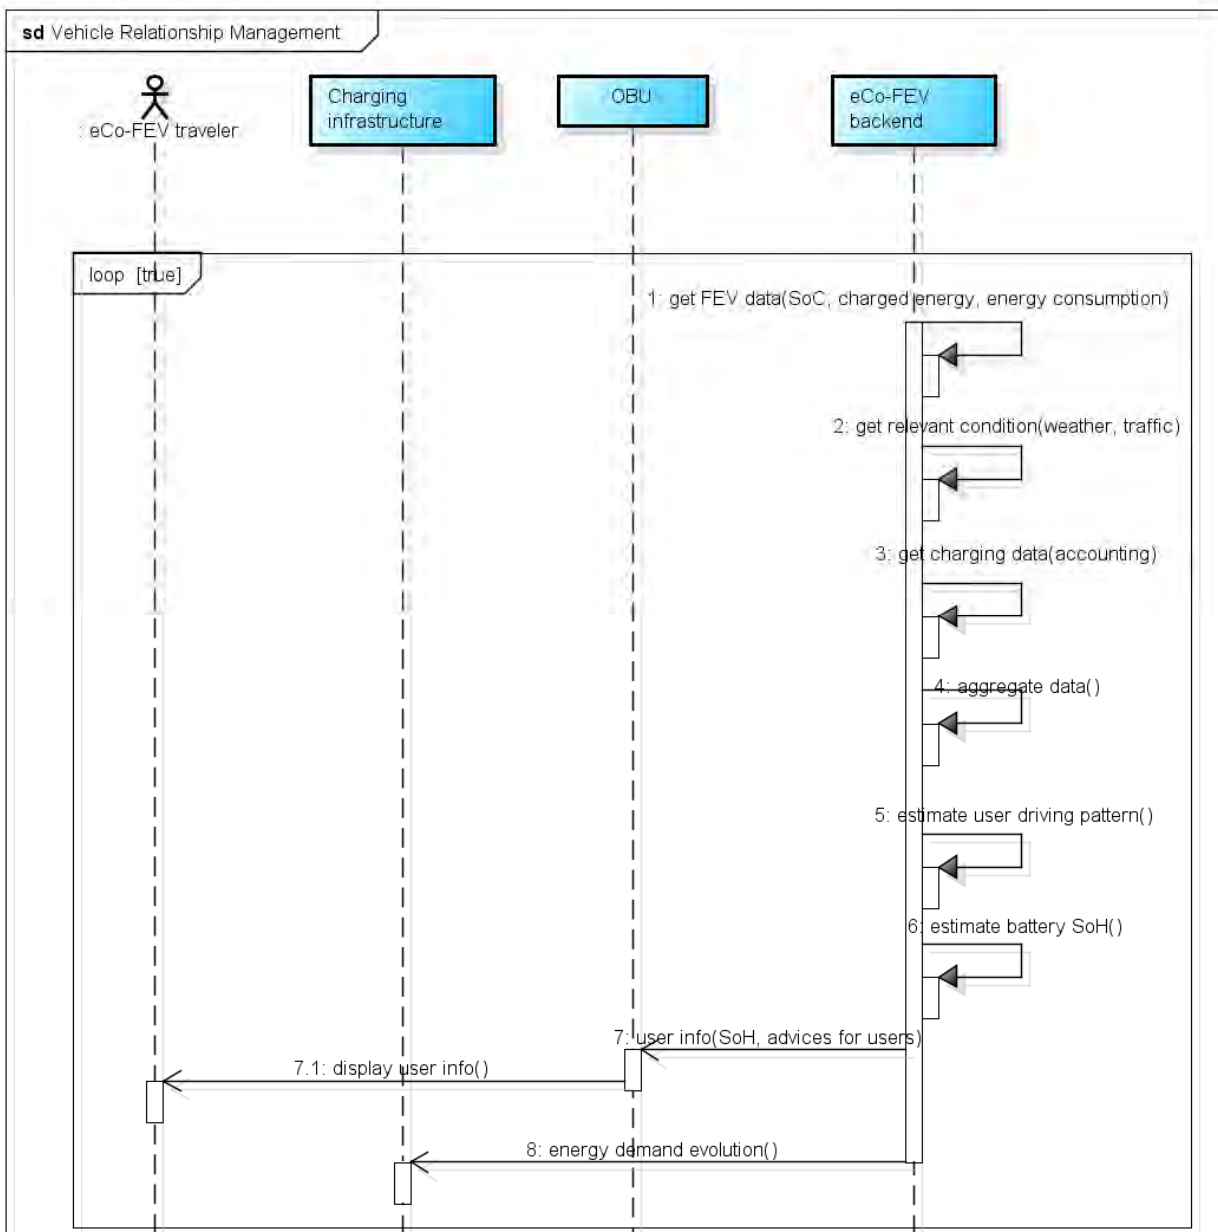 sd Vehicle Relationship Management
: eCo-FEV traveler
Charging
infrastructure
OBU
eCo-FEV
backend
loop [true]
1: get FEV data(SoC, charged energy, energy consumption)
2: get relevant condition(weather, traffic)
3: get charging data(accounting)
4: aggregate data()
5: estimate user driving pattern()
6: estimate battery SoH()
7: user info(SoH, advices for users)
7.1: display user info()
8: energy demand evolution()